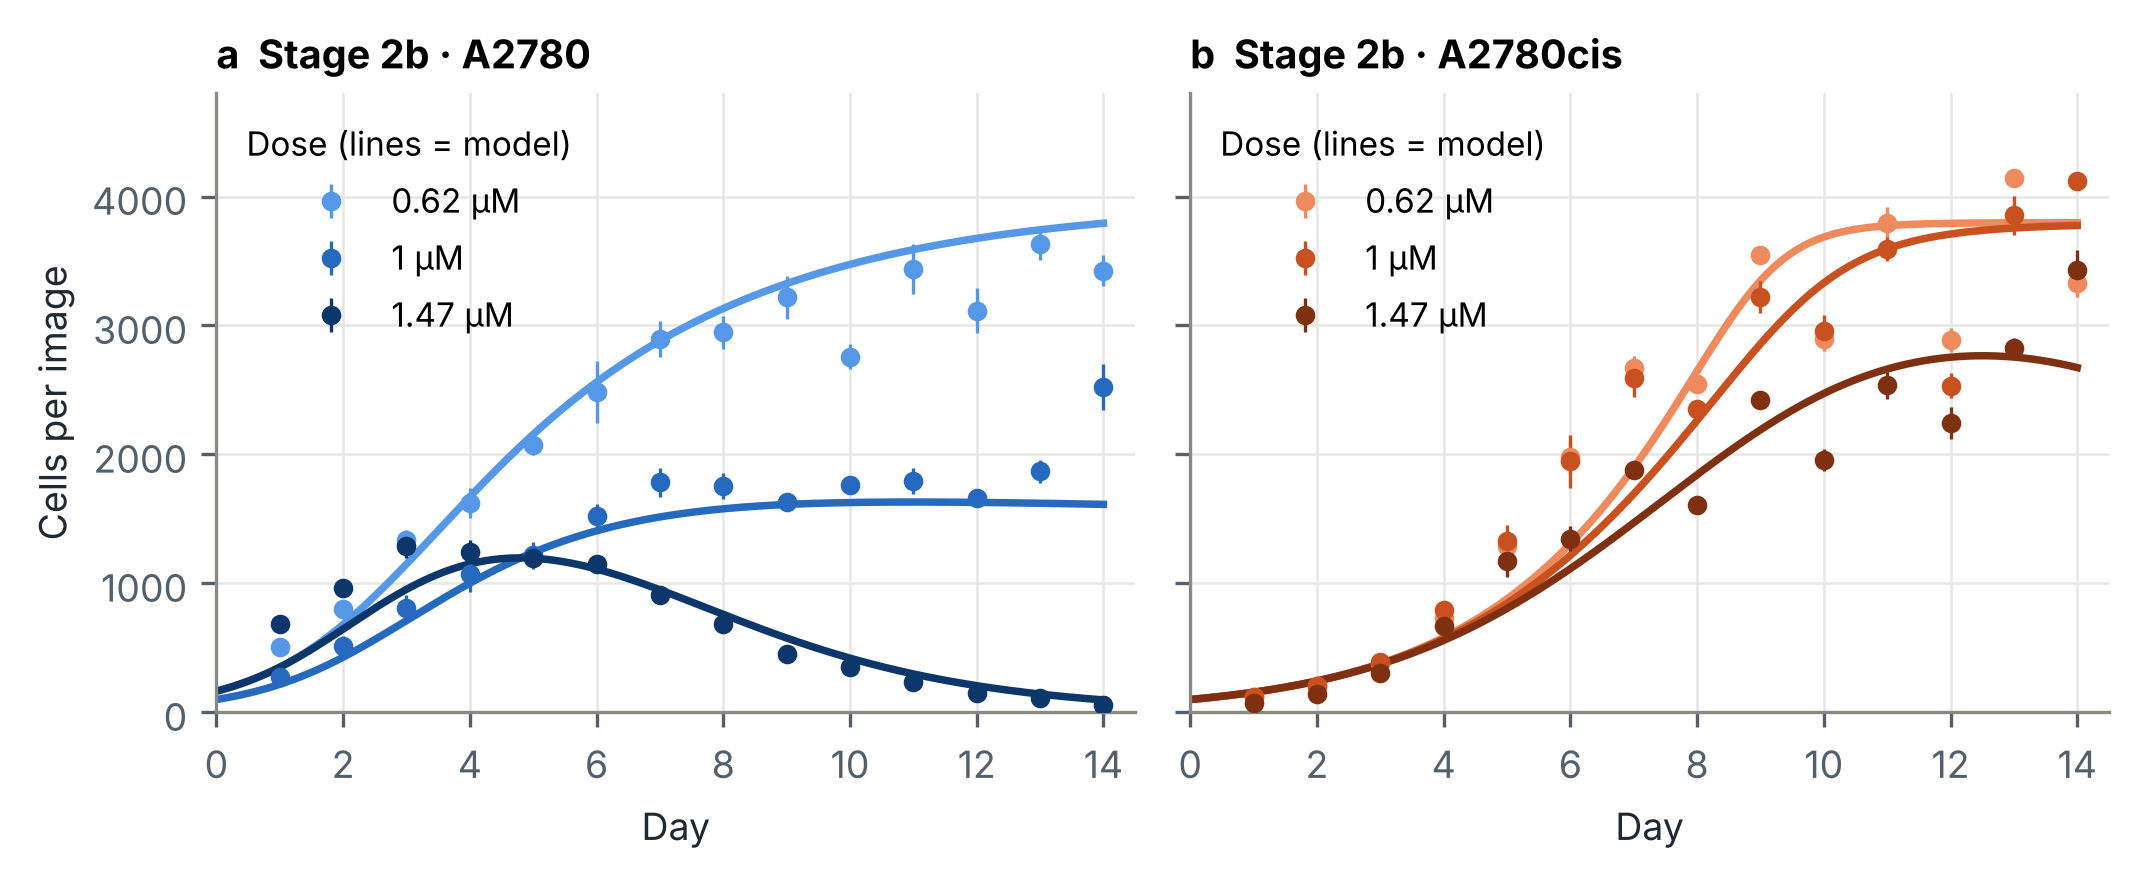 a Stage 2b · A2780
Dose (lines = model)
0.62 µM
1 µM
1.47 µM
Cells per image
4000
3000
2000
1000
0
0 2 4 6 8 10 12 14
Day
b Stage 2b · A2780cis
Dose (lines = model)
0.62 µM
1 µM
1.47 µM
0 2 4 6 8 10 12 14
Day